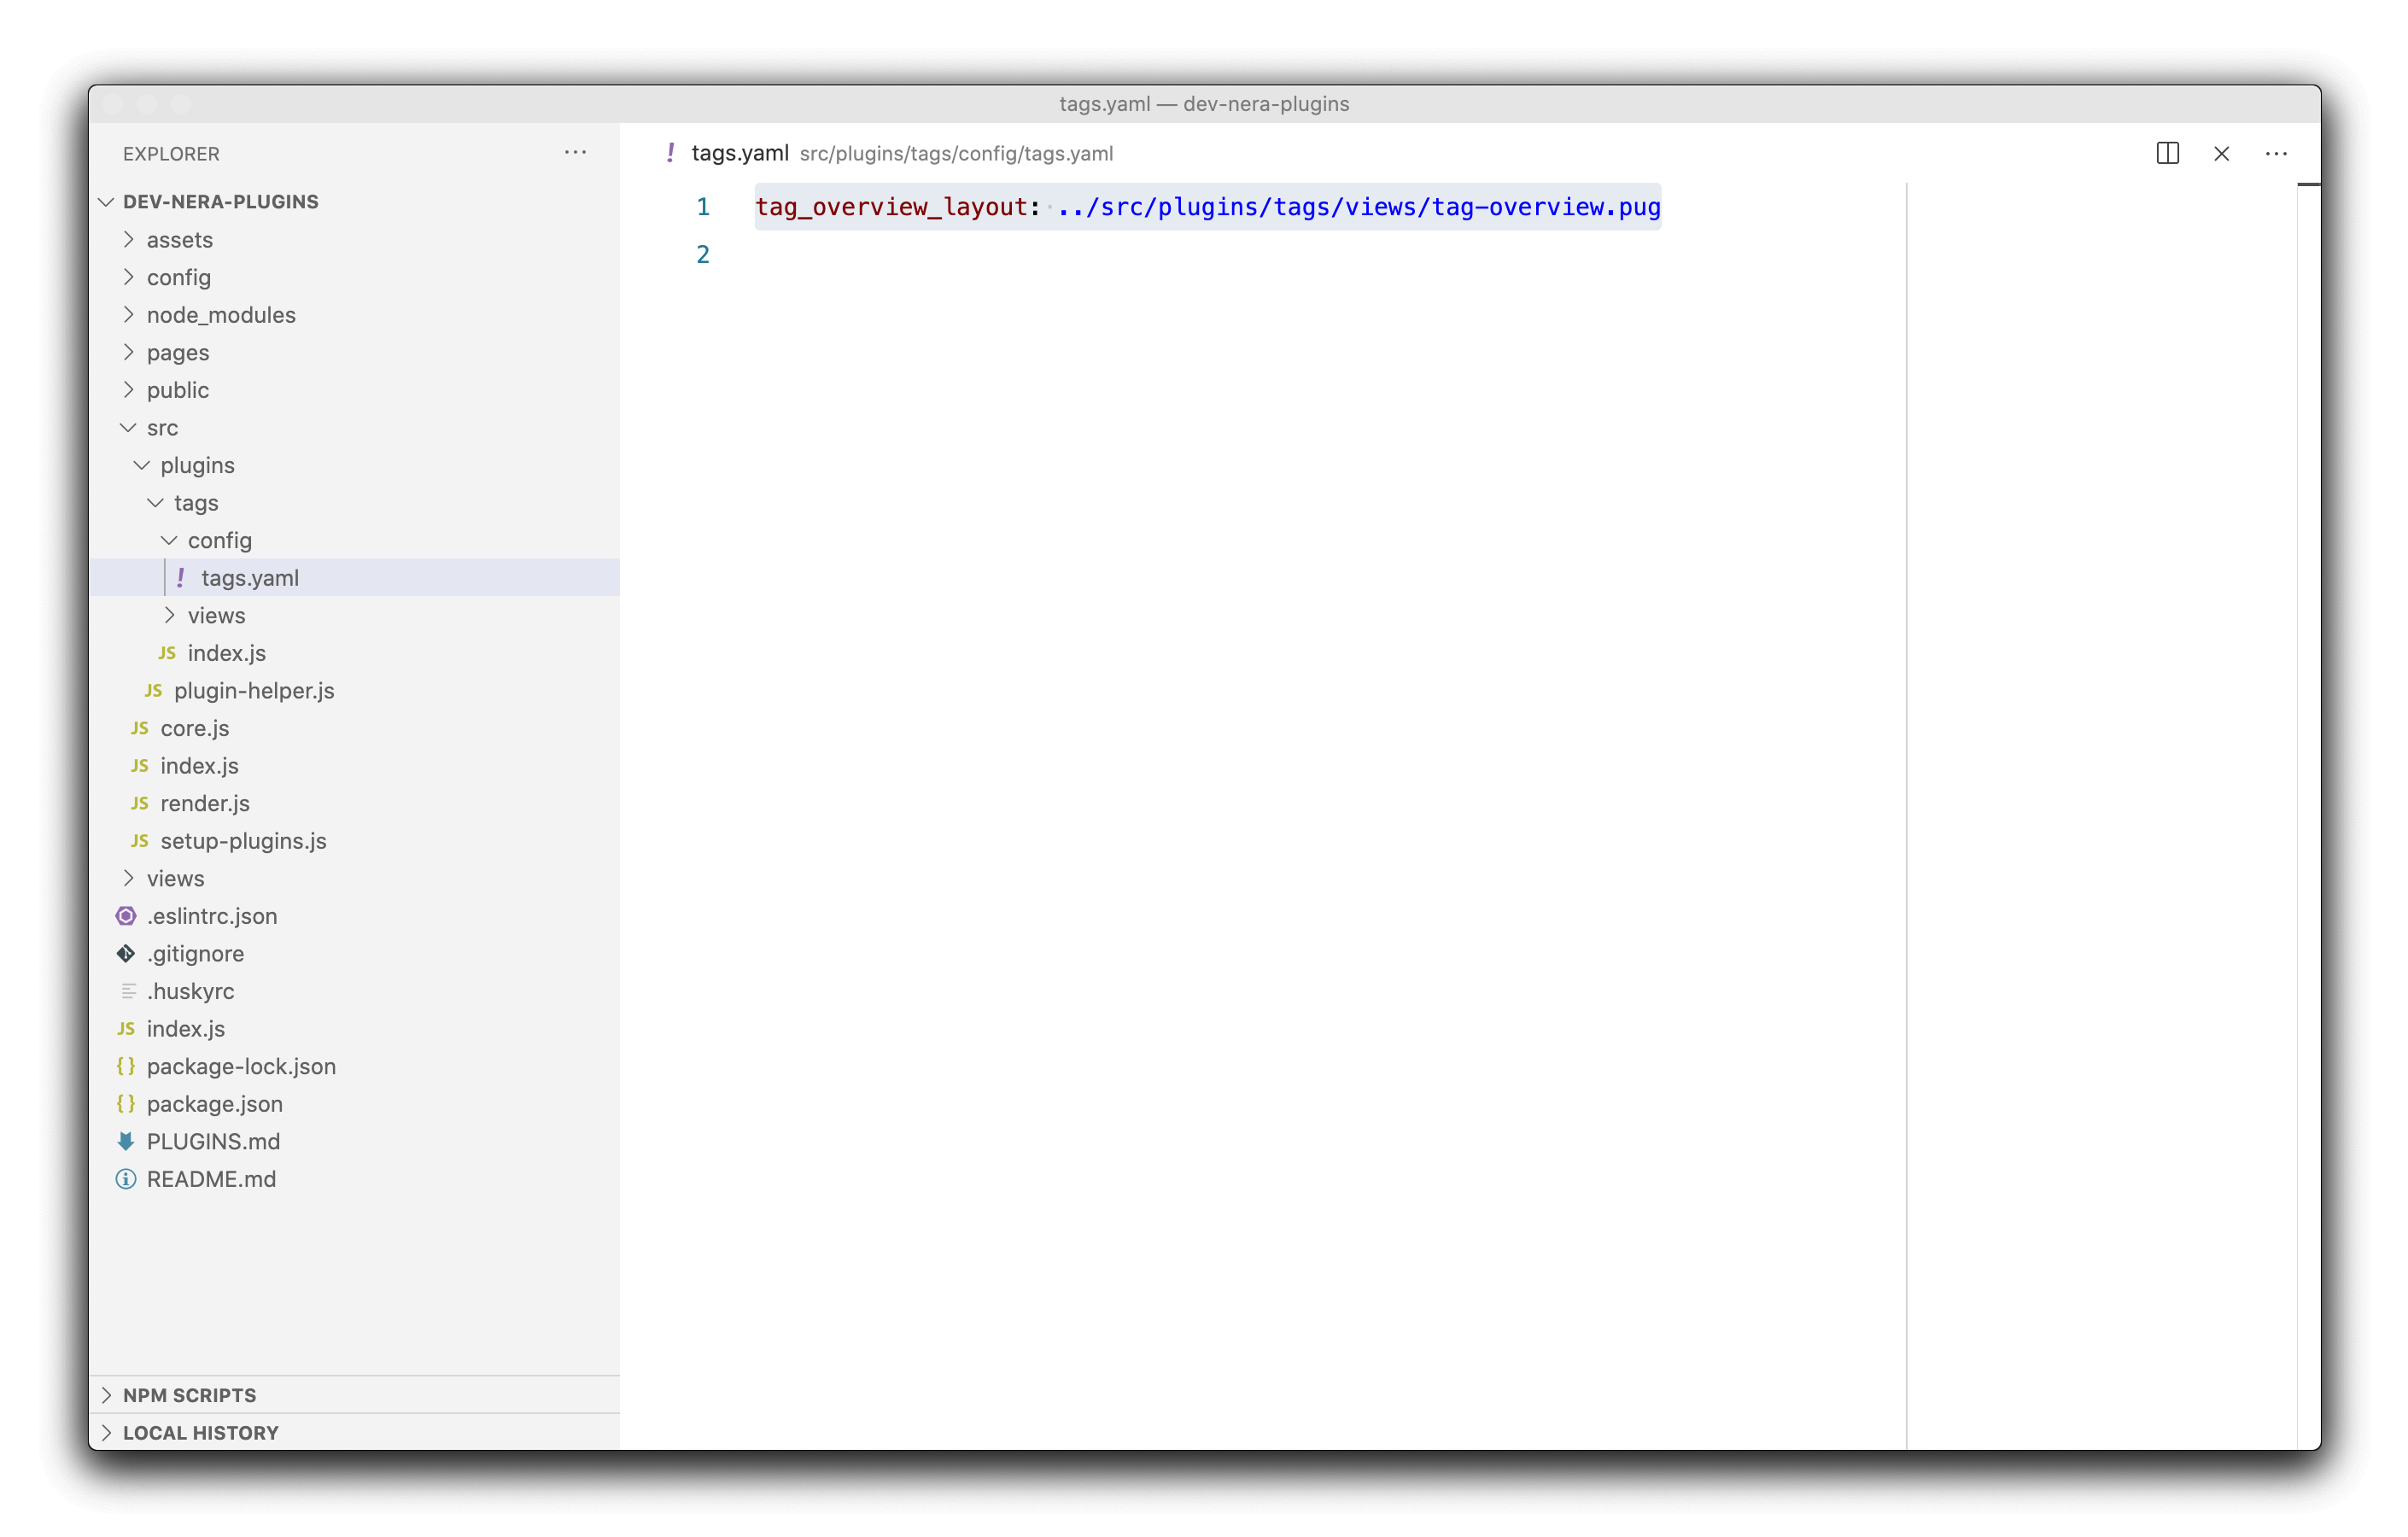 tags.yaml — dev-nera-plugins
EXPLORER
DEV-NERA-PLUGINS
assets
config
node_modules
pages
public
src
plugins
tags
config
! tags.yaml
views
JS index.js
JS plugin-helper.js
JS core.js
JS index.js
JS render.js
JS setup-plugins.js
views
.eslintrc.json
.gitignore
.huskyrc
JS index.js
{} package-lock.json
{} package.json
PLUGINS.md
README.md
NPM SCRIPTS
LOCAL HISTORY
! tags.yaml src/plugins/tags/config/tags.yaml
1 tag_overview_layout: ../src/plugins/tags/views/tag-overview.pug
2